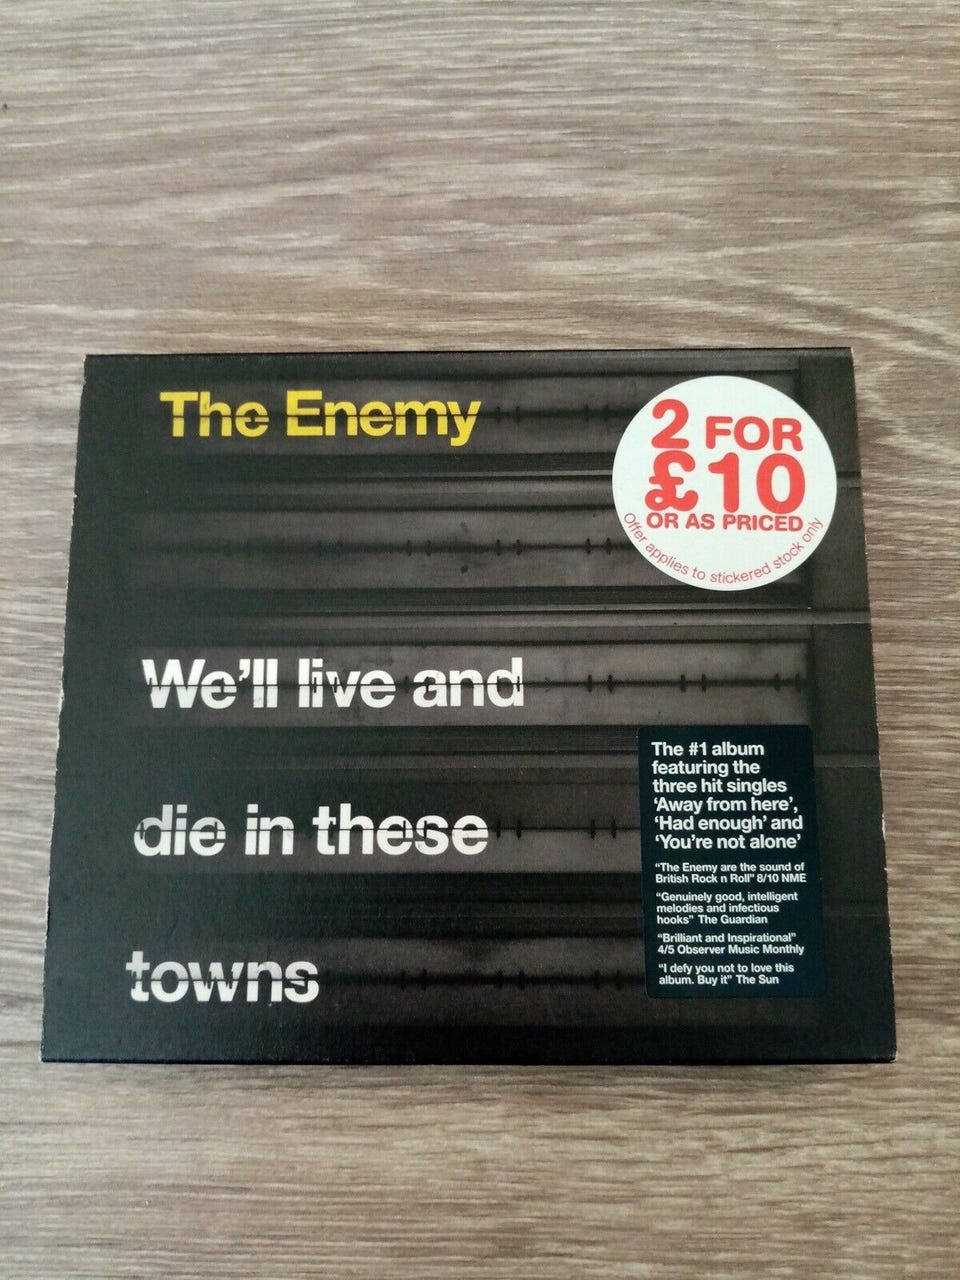 The Enemy
2 FOR
£10
OR AS PRICED
Offer applies to stickered stock only
We'll live and
die in these
towns
The #1 album
featuring the
three hit singles
'Away from here',
'Had enough' and
'You're not alone'
"The Enemy are the sound of
British Rock n Roll" 8/10 NME
"Genuinely good, intelligent
melodies and infectious
hooks" The Guardian
"Brilliant and Inspirational"
4/5 Observer Music Monthly
"I defy you not to love this
album. Buy it" The Sun